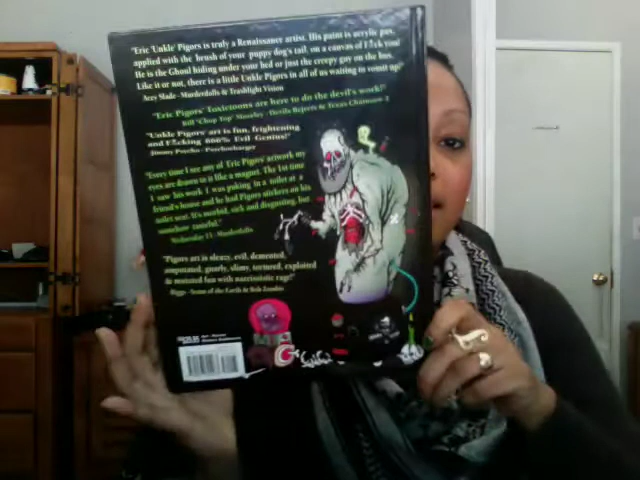 "Eric 'Unkle' Pigors is truly a Renaissance artist. His paint is acrylic pus,
applied with the brush of your puppy dog's tail, on a canvas of F*!k you!
He is the Ghoul hiding under your bed or just the creepy guy on the bus.
Like it or not, there is a little Unkle Pigors in all of us waiting to vomit up!"
Acey Slade - Murderdolls & Trashlight Vision
"Eric Pigors' Toxictoons are here to do the devil's work!"
Bill 'Chop Top' Moseley - Devils Rejects & Texas Chainsaw 2
"Unkle Pigors' art is fun, frightening
and F*cking 666% Evil Genius!"
Jimmy Psycho - Psychocharger
"Every time I see any of Eric Pigors' artwork my
eyes are drawn to it like a magnet. The 1st time
I saw his work I was puking in a toilet at a
friend's house and he had Pigors stickers on his
toilet seat. It's morbid, sick and disgusting, but
somehow tasteful."
Wednesday 13 - Murderdolls
"Pigors art is sleazy, evil, demented,
amputated, gnarly, slimy, tortured, exploited
& mutated fun with narcissistic rage!"
Riggs - Scum of the Earth & Rob Zombie